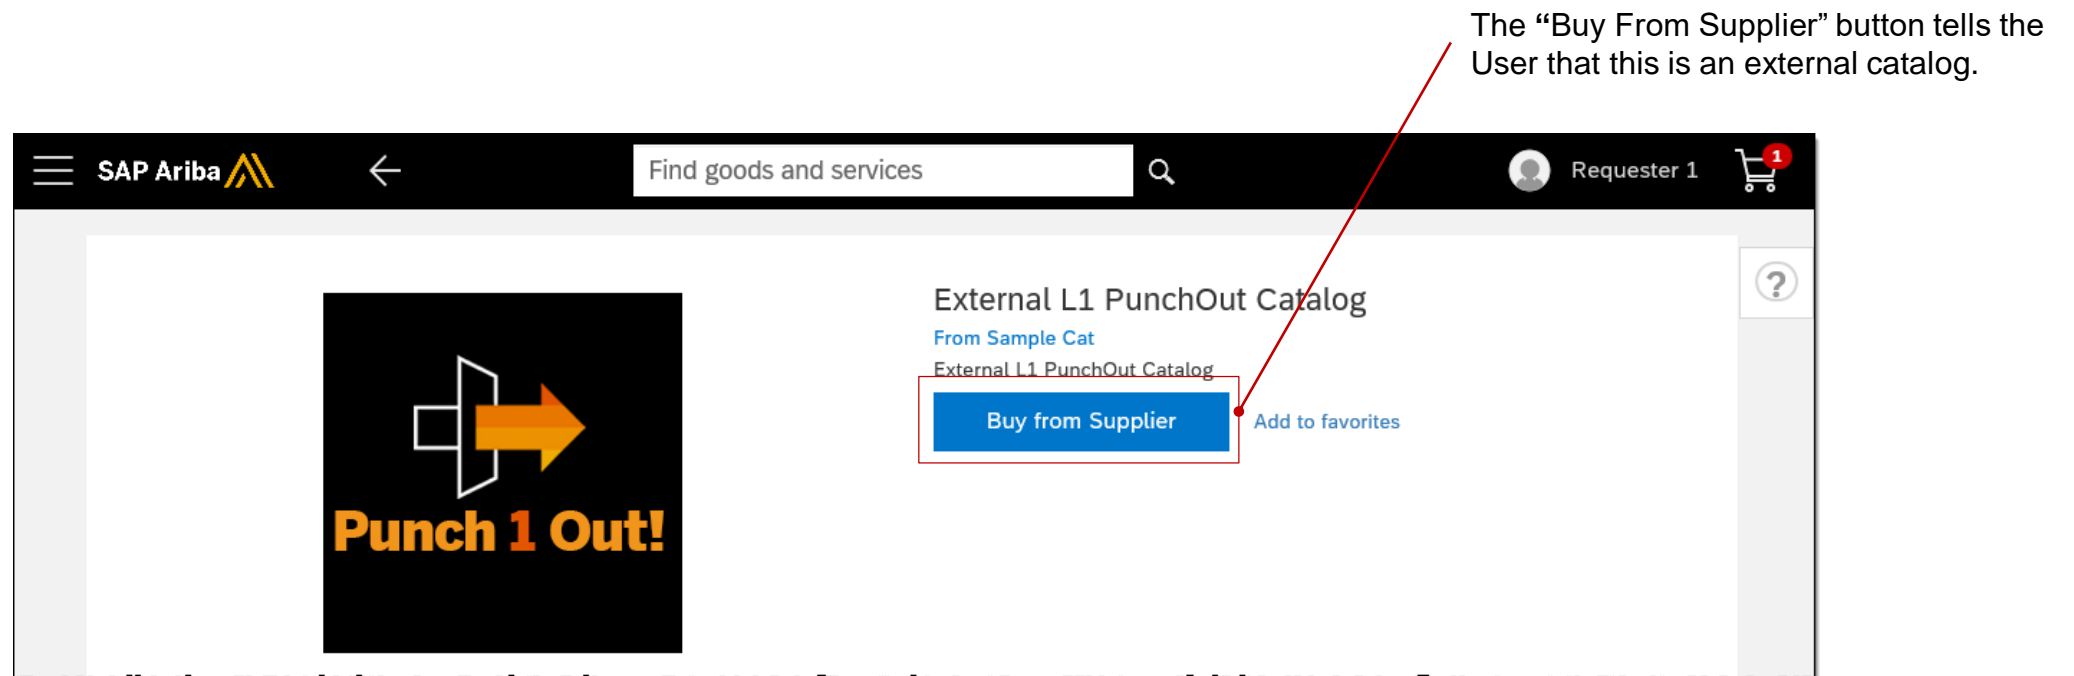 The “Buy From Supplier” button tells the
User that this is an external catalog.
SAP Ariba
Find goods and services
Requester 1
1
?
External L1 PunchOut Catalog
From Sample Cat
External L1 PunchOut Catalog
Buy from Supplier
Add to favorites
Punch 1 Out!